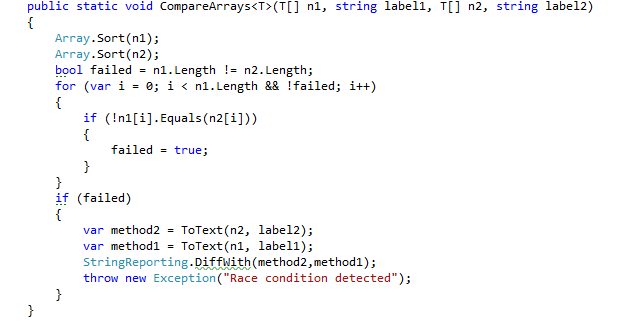 public static void CompareArrays<T>(T[] n1, string label1, T[] n2, string label2)
{
    Array.Sort(n1);
    Array.Sort(n2);
    bool failed = n1.Length != n2.Length;
    for (var i = 0; i < n1.Length && !failed; i++)
    {
        if (!n1[i].Equals(n2[i]))
        {
            failed = true;
        }
    }
    if (failed)
    {
        var method2 = ToText(n2, label2);
        var method1 = ToText(n1, label1);
        StringReporting.DiffWith(method2,method1);
        throw new Exception("Race condition detected");
    }
}